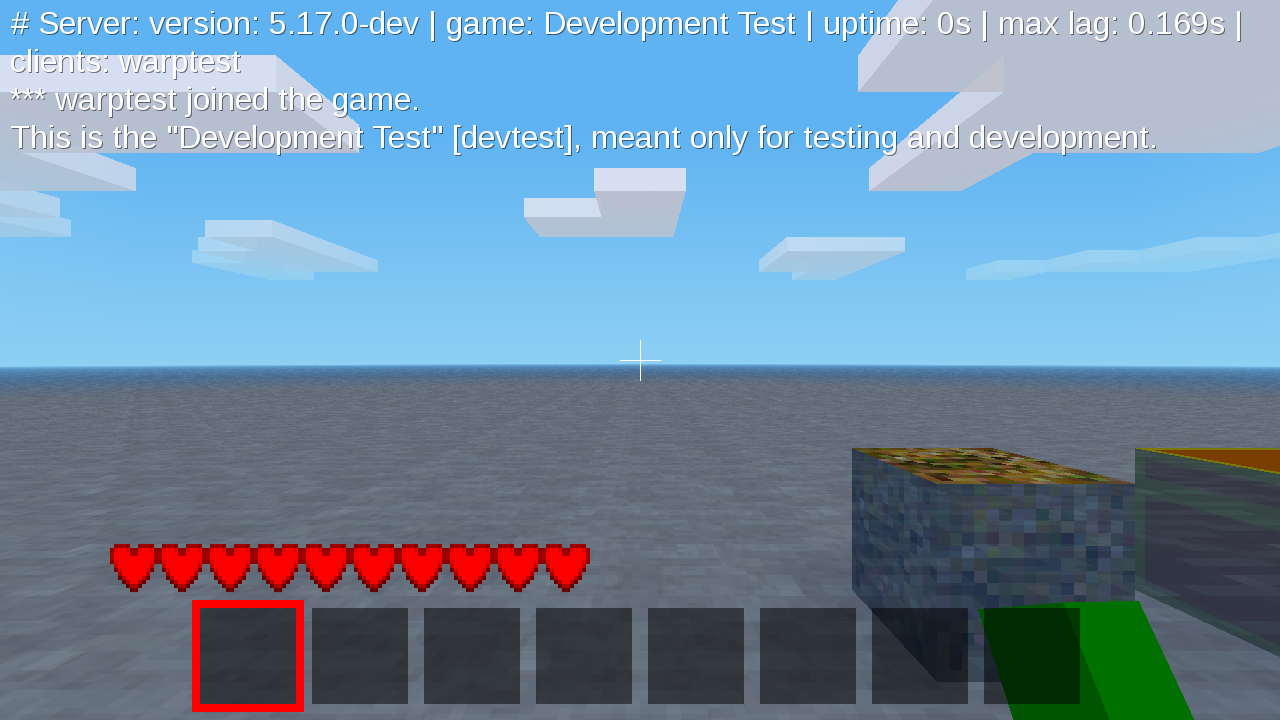 # Server: version: 5.17.0-dev | game: Development Test | uptime: 0s | max lag: 0.169s |
clients: warptest
*** warptest joined the game.
This is the "Development Test" [devtest], meant only for testing and development.